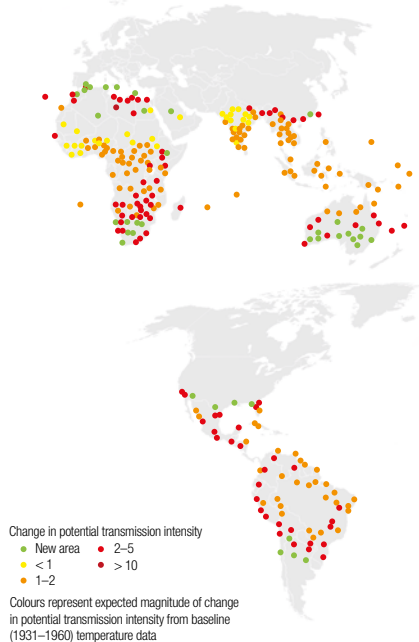 Change in potential transmission intensity
New area
< 1
1–2
2–5
> 10
Colours represent expected magnitude of change
in potential transmission intensity from baseline
(1931–1960) temperature data